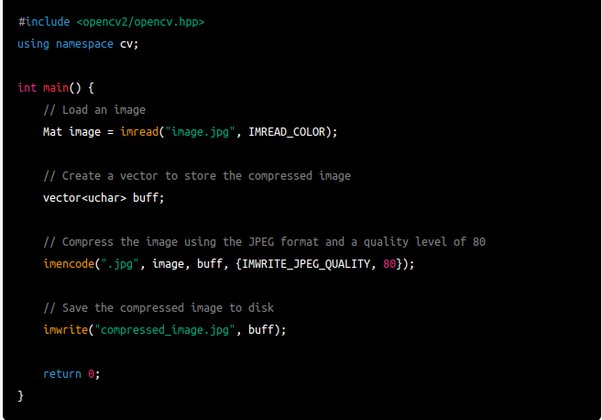 #include <opencv2/opencv.hpp>
using namespace cv;
int main() {
// Load an image
Mat image = imread("image.jpg", IMREAD_COLOR);
// Create a vector to store the compressed image
vector<uchar> buff;
// Compress the image using the JPEG format and a quality level of 80
imencode(".jpg", image, buff, {IMWRITE_JPEG_QUALITY, 80});
// Save the compressed image to disk
imwrite("compressed_image.jpg", buff);
return 0;
}